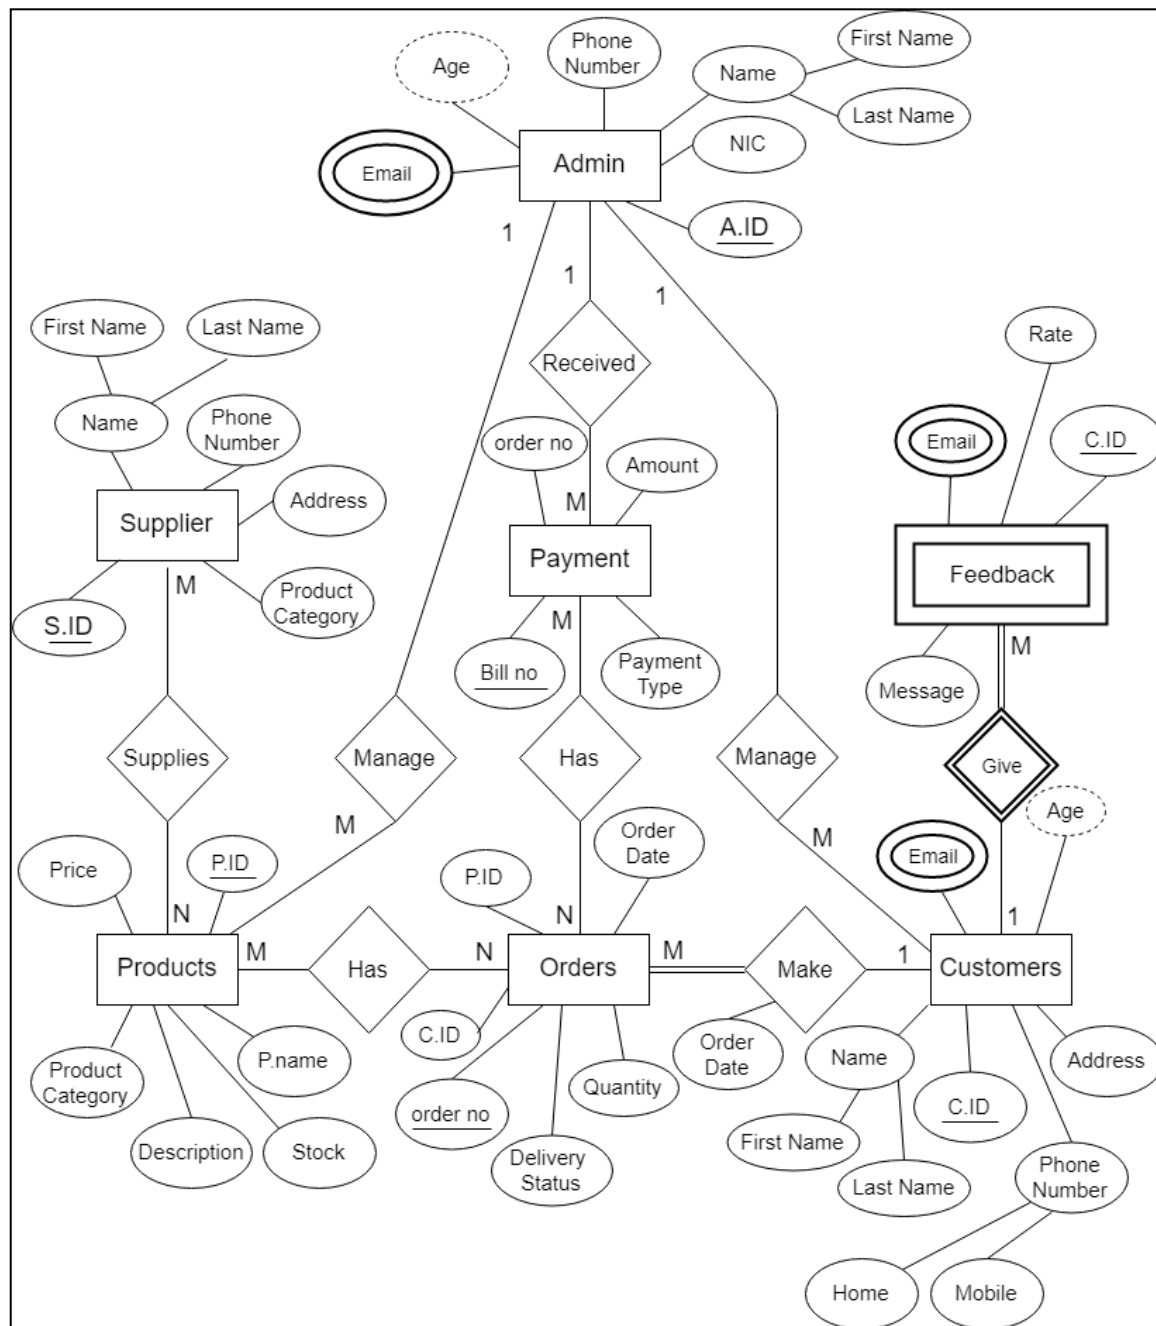 First Name
Phone
Number
Age
Name
Last Name
NIC
Admin
Email
A.ID
1
1
1
First Name
Last Name
Rate
Received
Name
Phone
Number
order no
Email
C.ID
Amount
Address
Supplier
M
Payment
Feedback
M
Product
Category
M
S.ID
M
Bill no
Payment
Type
Message
Supplies
Manage
Has
Manage
Give
Age
M
Order
Date
M
Email
Price
P.ID
P.ID
N
N
1
Products
M
Has
N
Orders
M
Make
1
Customers
C.ID
Order
Date
Name
Address
P.name
Product
Category
Quantity
order no
C.ID
First Name
Description
Stock
Delivery
Status
Last Name
Phone
Number
Home
Mobile